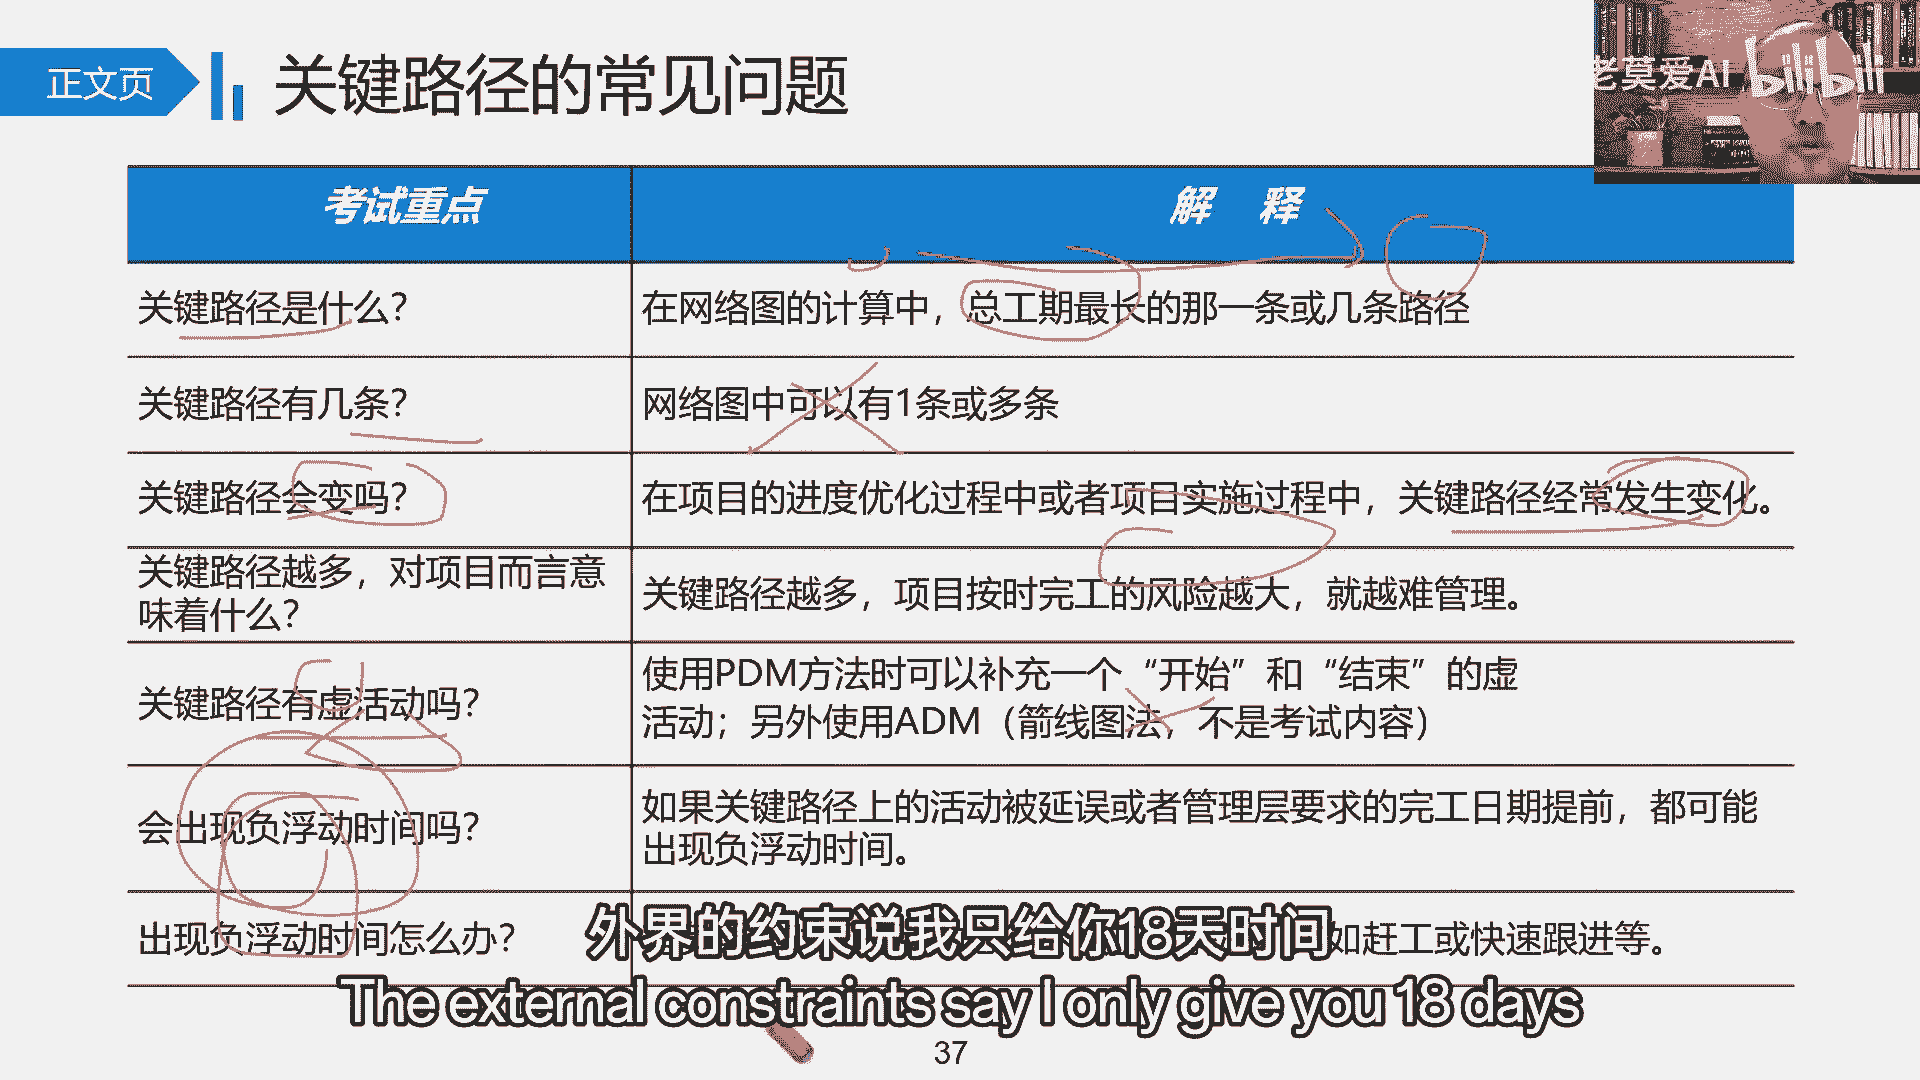 正文页
关键路径的常见问题
老莫爱AI
bilibili
考试重点
解 释
关键路径是什么？
在网络图的计算中，总工期最长的那一条或几条路径
关键路径有几条？
网络图中可以有1条或多条
关键路径会变吗？
在项目的进度优化过程中或者项目实施过程中，关键路径经常发生变化。
关键路径越多，对项目而言意
味着什么？
关键路径越多，项目按时完工的风险越大，就越难管理。
关键路径有虚活动吗？
使用PDM方法时可以补充一个“开始”和“结束”的虚
活动；另外使用ADM（箭线图法，不是考试内容）
会出现负浮动时间吗？
如果关键路径上的活动被延误或者管理层要求的完工日期提前，都可能
出现负浮动时间。
出现负浮动时间怎么办？
如赶工或快速跟进等。
外界的约束说我只给你18天时间
The external constraints say I only give you 18 days
37